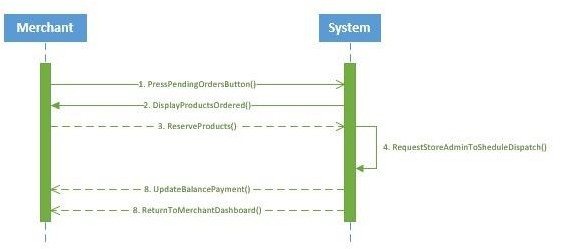 Merchant
System
1. PressPendingOrdersButton()
2. DisplayProductsOrdered()
3. ReserveProducts()
4. RequestStoreAdminToSheduleDispatch()
8. UpdateBalancePayment()
8. ReturnToMerchantDashboard()